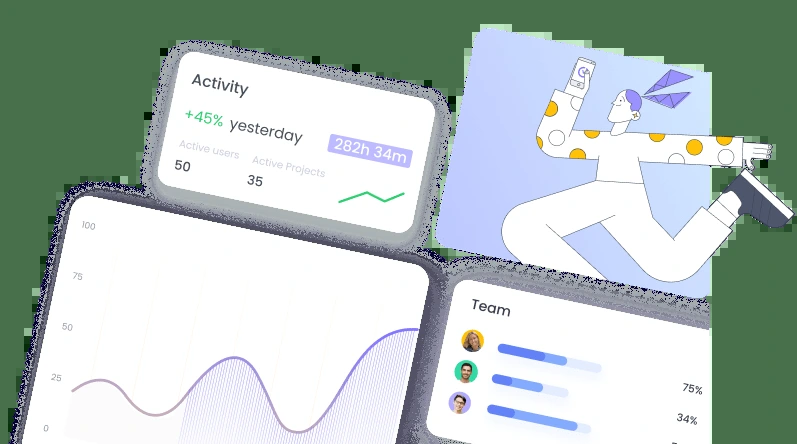 Activity
+45% yesterday
282h 34m
Active users
Active Projects
50
35
100
75
50
25
0
Team
75%
34%